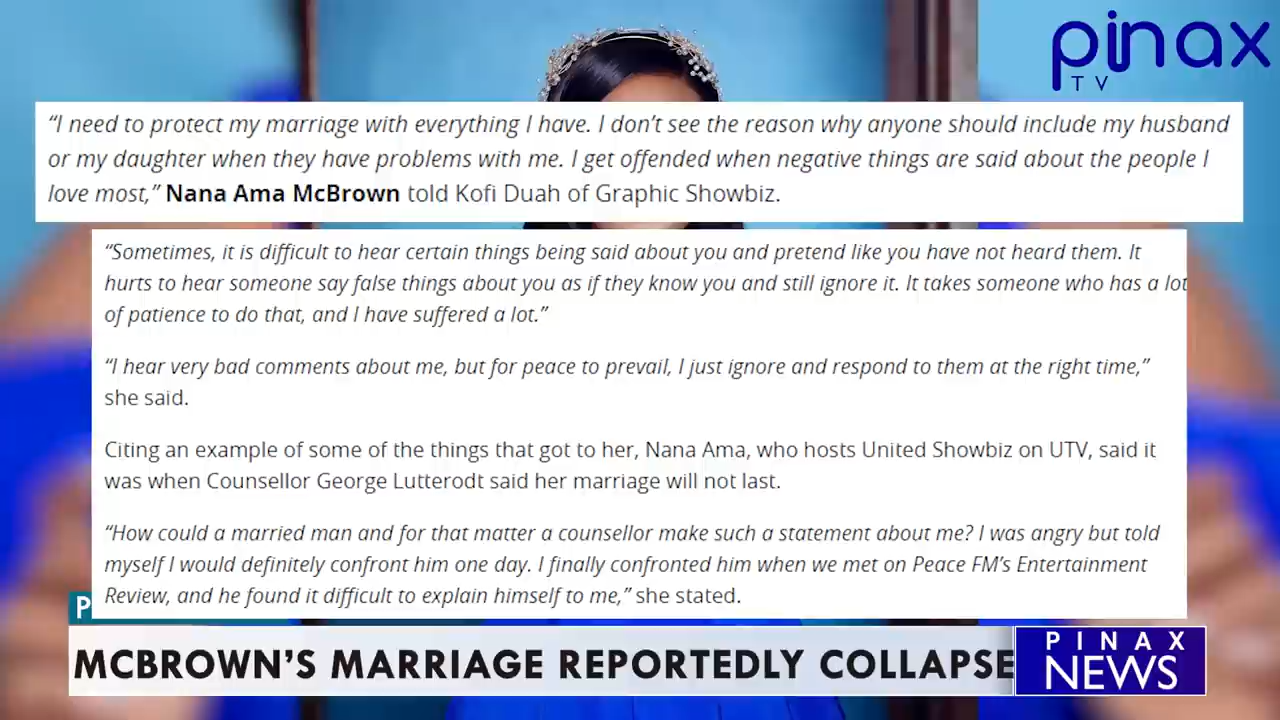 pinax
TV
“I need to protect my marriage with everything I have. I don’t see the reason why anyone should include my husband
or my daughter when they have problems with me. I get offended when negative things are said about the people I
love most,” Nana Ama McBrown told Kofi Duah of Graphic Showbiz.
“Sometimes, it is difficult to hear certain things being said about you and pretend like you have not heard them. It
hurts to hear someone say false things about you as if they know you and still ignore it. It takes someone who has a lot
of patience to do that, and I have suffered a lot.”
“I hear very bad comments about me, but for peace to prevail, I just ignore and respond to them at the right time,”
she said.
Citing an example of some of the things that got to her, Nana Ama, who hosts United Showbiz on UTV, said it
was when Counsellor George Lutterodt said her marriage will not last.
“How could a married man and for that matter a counsellor make such a statement about me? I was angry but told
myself I would definitely confront him one day. I finally confronted him when we met on Peace FM’s Entertainment
Review, and he found it difficult to explain himself to me,” she stated.
P
MCBROWN’S MARRIAGE REPORTEDLY COLLAPSE
PINAX
NEWS